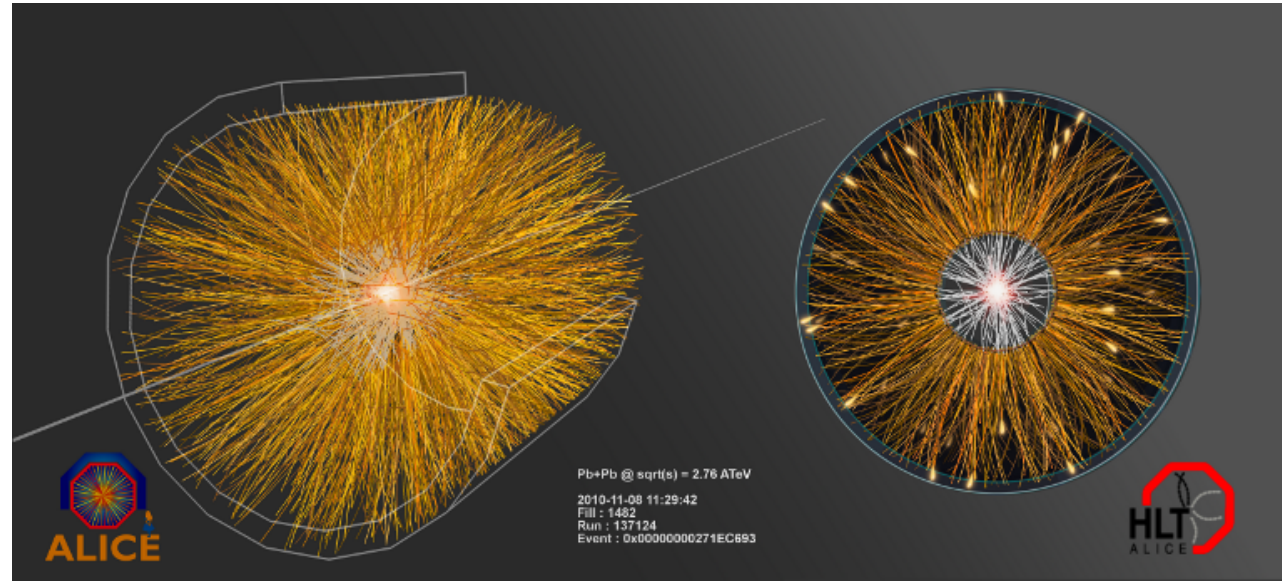 Pb+Pb @ sqrt(s) = 2.76 ATeV
2010-11-08 11:29:42
Fill : 1482
Run : 137124
Event : 0x00000000271EC693
ALICE
HLT
ALICE